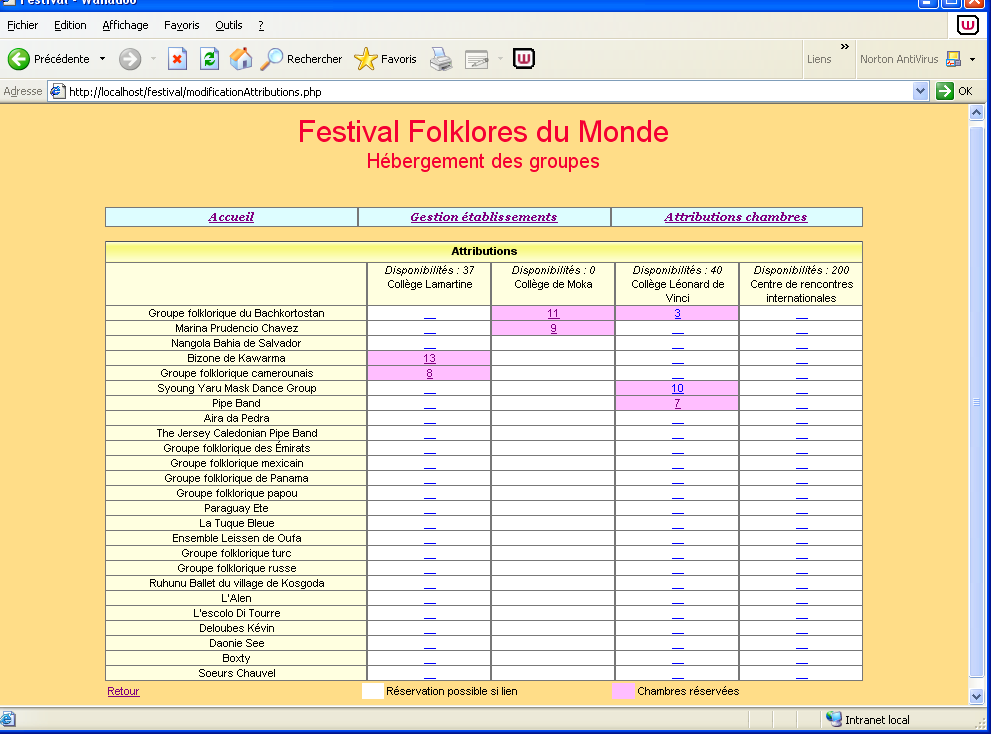 Festival - Wanadoo
Fichier Edition Affichage Favoris Outils ?
Précédente Rechercher Favoris Liens » Norton AntiVirus
Adresse http://localhost/festival/modificationAttributions.php OK
Festival Folklores du Monde
Hébergement des groupes
Accueil Gestion établissements Attributions chambres
Attributions
Disponibilités : 37 Disponibilités : 0 Disponibilités : 40 Disponibilités : 200
Collège Lamartine Collège de Moka Collège Léonard de Centre de rencontres
Vinci internationales
Groupe folklorique du Bachkortostan 11 3
Marina Prudencio Chavez 9
Nangola Bahia de Salvador
Bizone de Kawarma 13
Groupe folklorique camerounais 8
Syoung Yaru Mask Dance Group 10
Pipe Band 7
Aira da Pedra
The Jersey Caledonian Pipe Band
Groupe folklorique des Émirats
Groupe folklorique mexicain
Groupe folklorique de Panama
Groupe folklorique papou
Paraguay Ete
La Tuque Bleue
Ensemble Leissen de Oufa
Groupe folklorique turc
Groupe folklorique russe
Ruhunu Ballet du village de Kosgoda
L'Alen
L'escolo Di Tourre
Deloubes Kévin
Daonie See
Boxty
Soeurs Chauvel
Retour Réservation possible si lien Chambres réservées
Intranet local